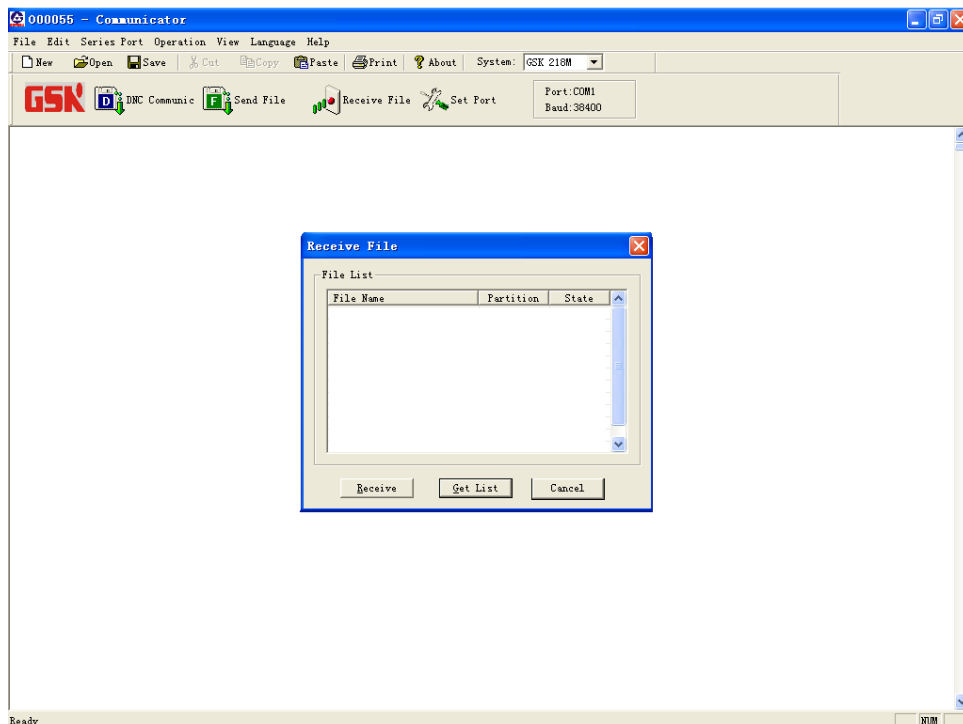 000055 - Communicator
File Edit Series Port Operation View Language Help
New Open Save Cut Copy Paste Print About System: GSK 218M
GSK DNC Communic Send File Receive File Set Port
Port:COM1
Baud:38400
Receive File
File List
File Name Partition State
Receive Get List Cancel
Ready NUM